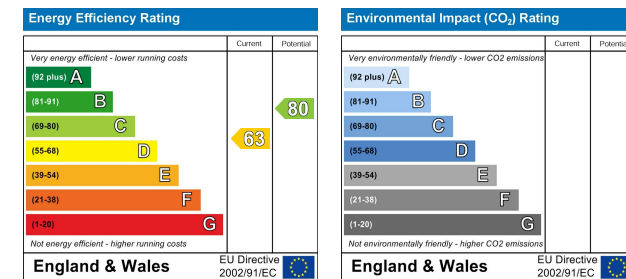 Energy Efficiency Rating
Current Potential
Very energy efficient - lower running costs
(92 plus) A
(81-91) B
(69-80) C
(55-68) D
(39-54) E
(21-38) F
(1-20) G
63
80
Not energy efficient - higher running costs
England & Wales
EU Directive
2002/91/EC
Environmental Impact (CO₂) Rating
Current Potential
Very environmentally friendly - lower CO2 emissions
(92 plus) A
(81-91) B
(69-80) C
(55-68) D
(39-54) E
(21-38) F
(1-20) G
Not environmentally friendly - higher CO2 emissions
England & Wales
EU Directive
2002/91/EC